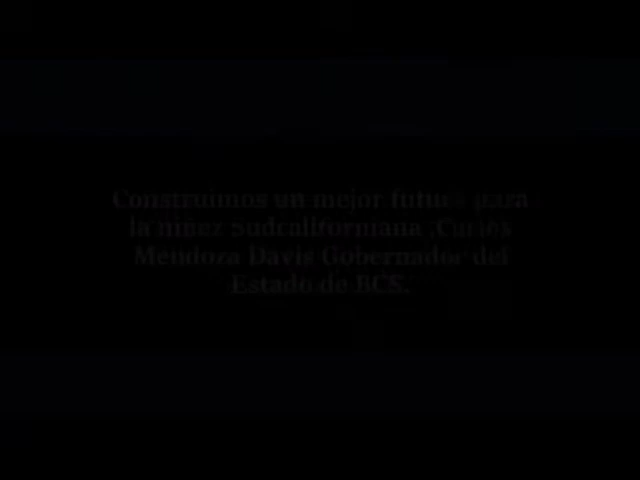 Construimos un mejor futuro para
la niñez Sudcaliforniana ,Carlos
Mendoza Davis Gobernador del
Estado de BCS.